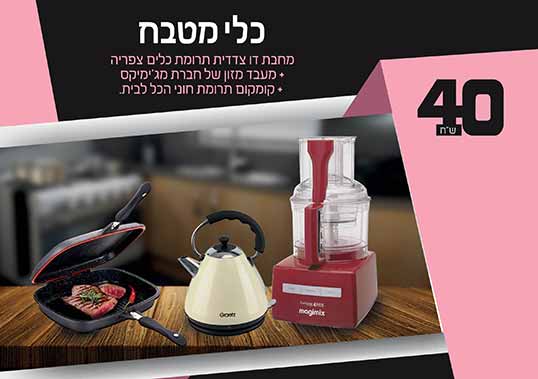 כלי מטבח
מחבת דו צדדית תרומת כלים צפריה
+ מעבד מזון של חברת מג'ימיקס
+ קומקום תרומת חוני הכל לבית.
40
ש"ח
Graetz
magimix